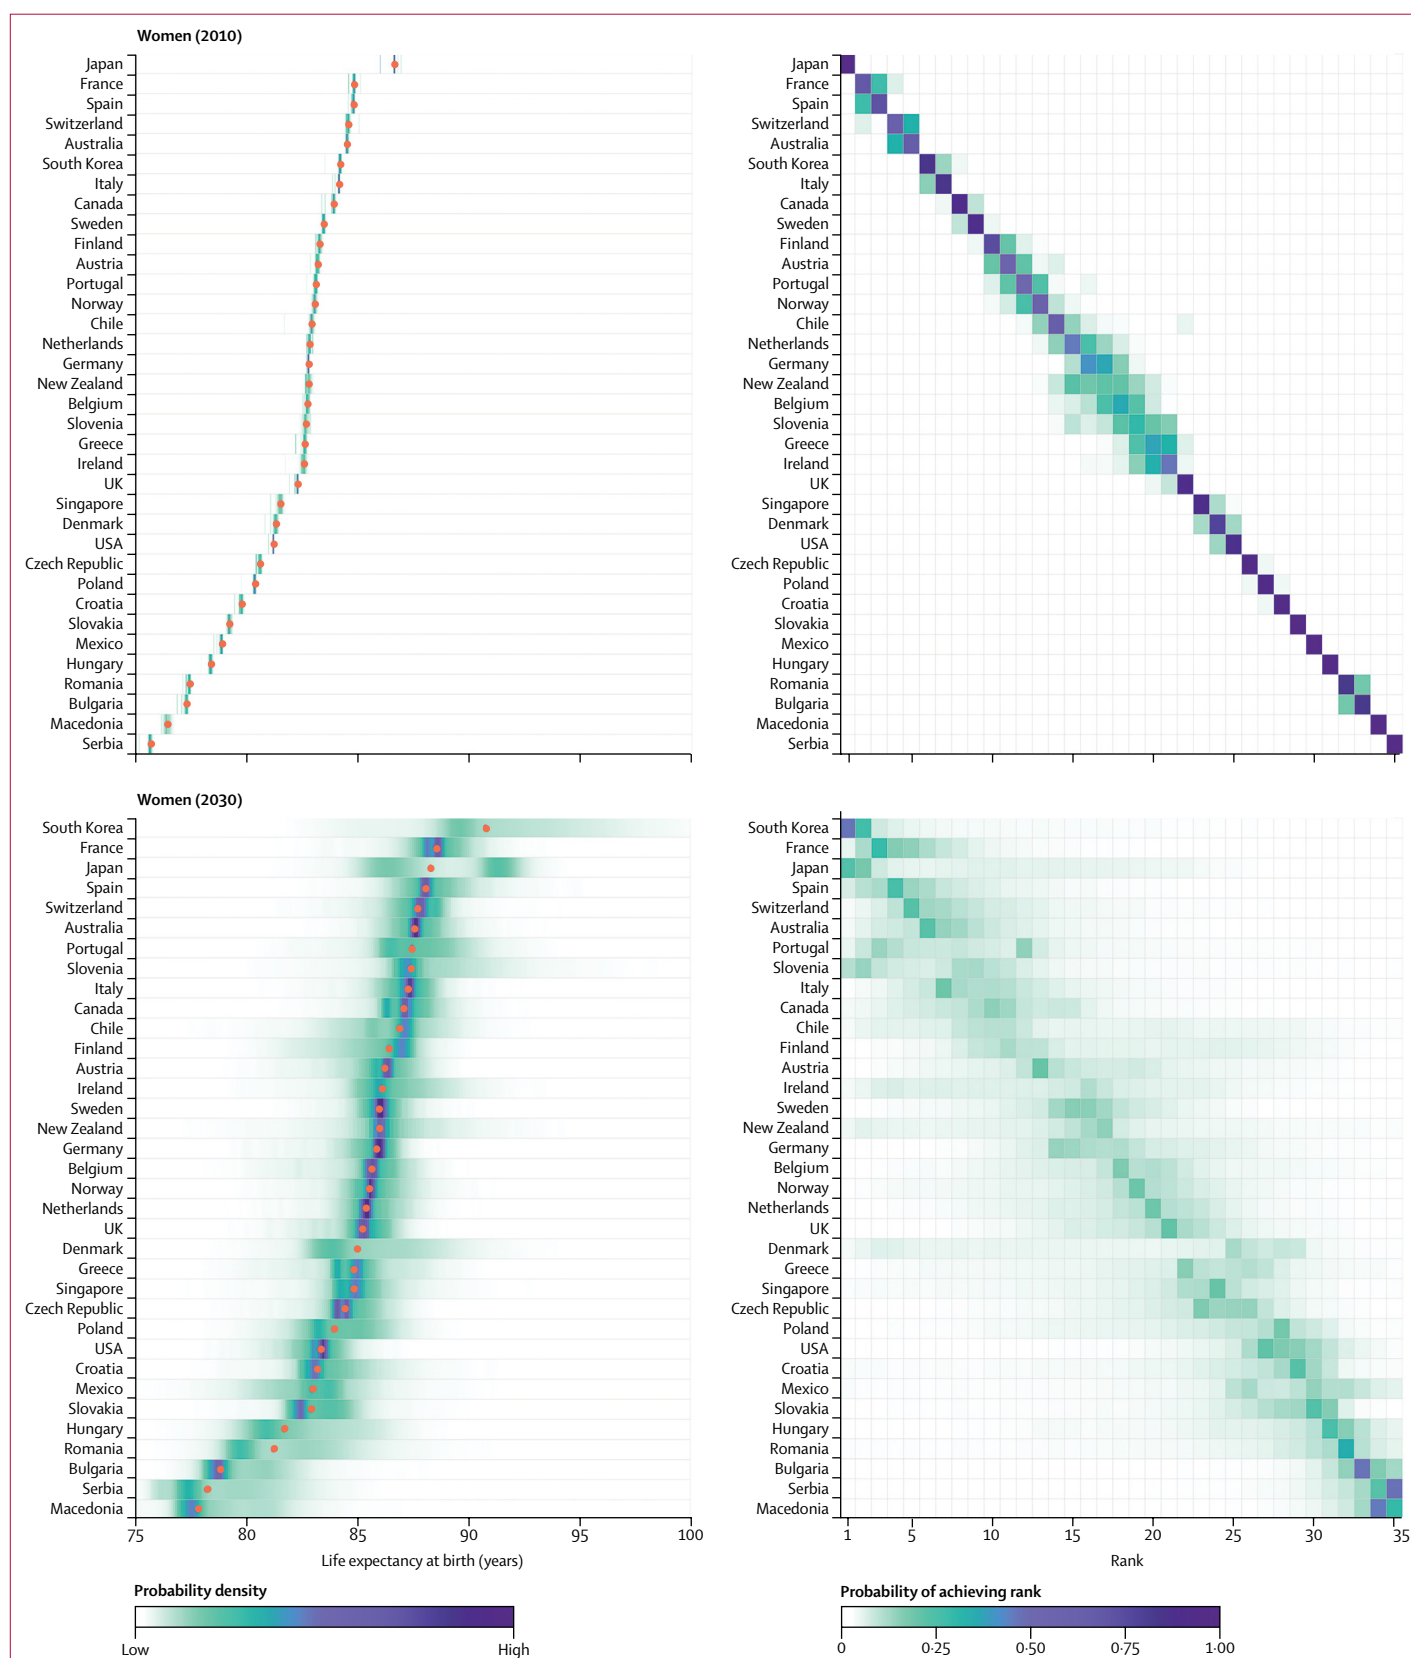 Women (2010)
Japan
France
Spain
Switzerland
Australia
South Korea
Italy
Canada
Sweden
Finland
Austria
Portugal
Norway
Chile
Netherlands
Germany
New Zealand
Belgium
Slovenia
Greece
Ireland
UK
Singapore
Denmark
USA
Czech Republic
Poland
Croatia
Slovakia
Mexico
Hungary
Romania
Bulgaria
Macedonia
Serbia
Japan
France
Spain
Switzerland
Australia
South Korea
Italy
Canada
Sweden
Finland
Austria
Portugal
Norway
Chile
Netherlands
Germany
New Zealand
Belgium
Slovenia
Greece
Ireland
UK
Singapore
Denmark
USA
Czech Republic
Poland
Croatia
Slovakia
Mexico
Hungary
Romania
Bulgaria
Macedonia
Serbia
Women (2030)
South Korea
France
Japan
Spain
Switzerland
Australia
Portugal
Slovenia
Italy
Canada
Chile
Finland
Austria
Ireland
Sweden
New Zealand
Germany
Belgium
Norway
Netherlands
UK
Denmark
Greece
Singapore
Czech Republic
Poland
USA
Croatia
Mexico
Slovakia
Hungary
Romania
Bulgaria
Serbia
Macedonia
75 80 85 90 95 100
Life expectancy at birth (years)
South Korea
France
Japan
Spain
Switzerland
Australia
Portugal
Slovenia
Italy
Canada
Chile
Finland
Austria
Ireland
Sweden
New Zealand
Germany
Belgium
Norway
Netherlands
UK
Denmark
Greece
Singapore
Czech Republic
Poland
USA
Croatia
Mexico
Slovakia
Hungary
Romania
Bulgaria
Serbia
Macedonia
1 5 10 15 20 25 30 35
Rank
Probability density
Low High
Probability of achieving rank
0 0·25 0·50 0·75 1·00